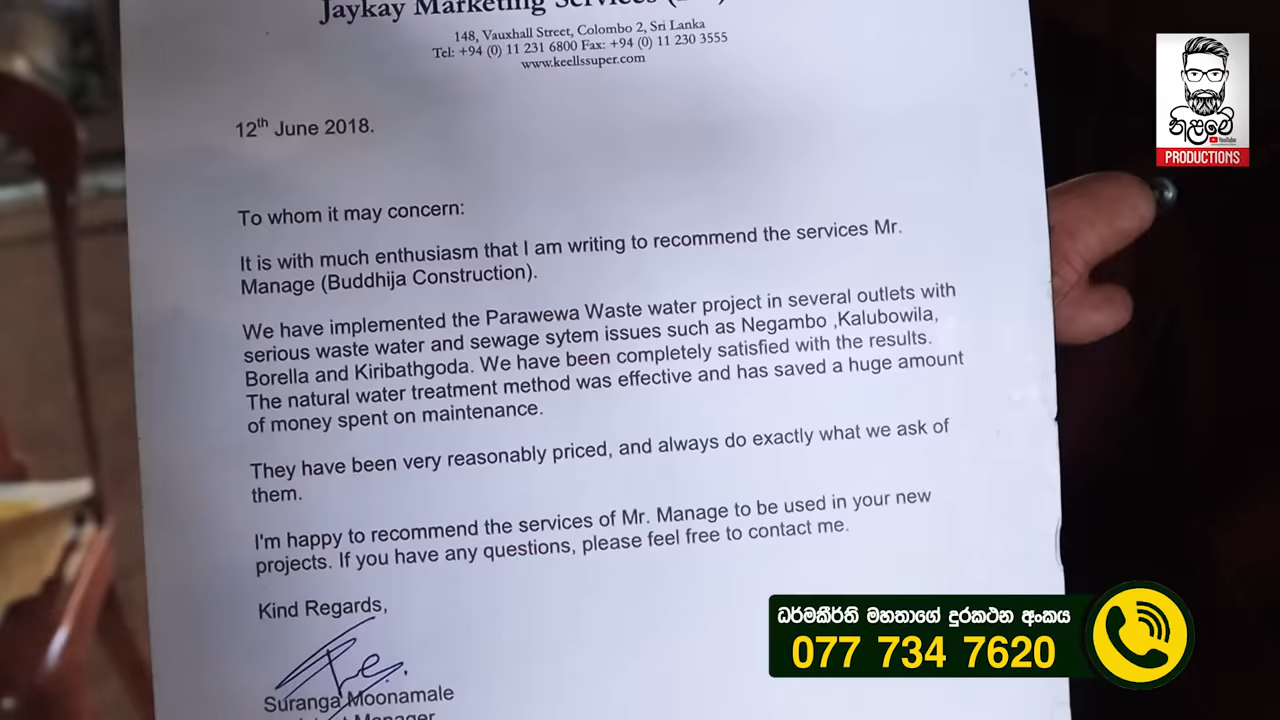 Jaykay Marketing Services
148, Vauxhall Street, Colombo 2, Sri Lanka
Tel: +94 (0) 11 231 6800 Fax: +94 (0) 11 230 3555
www.keellssuper.com
12th June 2018.
To whom it may concern:
It is with much enthusiasm that I am writing to recommend the services Mr.
Manage (Buddhija Construction).
We have implemented the Parawewa Waste water project in several outlets with
serious waste water and sewage sytem issues such as Negambo ,Kalubowila,
Borella and Kiribathgoda. We have been completely satisfied with the results.
The natural water treatment method was effective and has saved a huge amount
of money spent on maintenance.
They have been very reasonably priced, and always do exactly what we ask of
them.
I'm happy to recommend the services of Mr. Manage to be used in your new
projects. If you have any questions, please feel free to contact me.
Kind Regards,
Suranga Moonamale
Manager
නිළමේ
YouTube
PRODUCTIONS
ධර්මකීර්ති මහතාගේ දුරකථන අංකය
077 734 7620